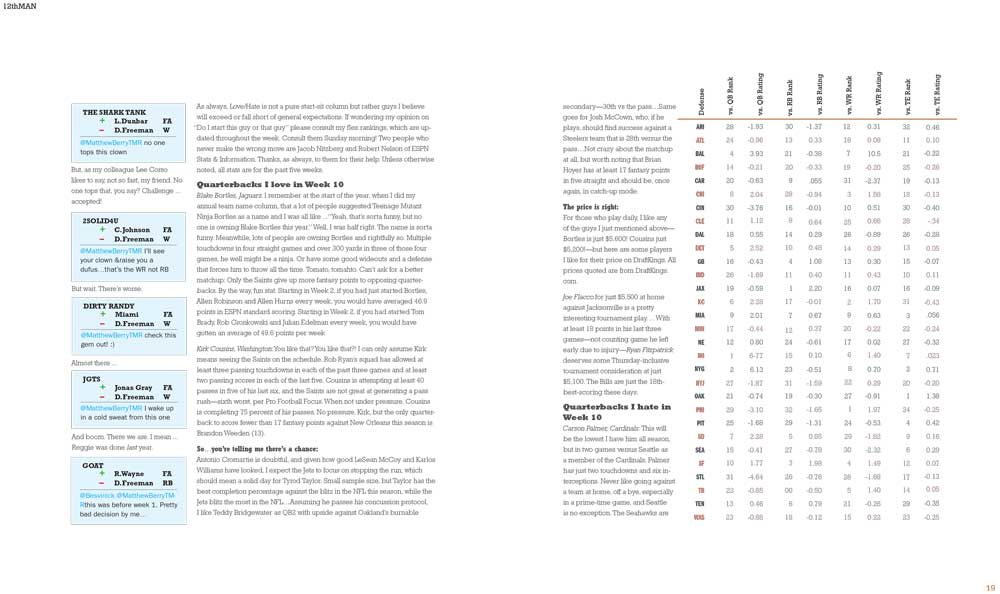 12thMAN
THE SHARK TANK
+ L.Dunbar FA
– D.Freeman W
@MatthewBerryTMR no one
tops this clown
But, as my colleague Lee Corso
likes to say, not so fast, my friend. No
one tops that, you say? Challenge ...
accepted!
2SOLID4U
+ C.Johnson FA
– D.Freeman W
@MatthewBerryTMR I'll see
your clown &raise you a
dufus...that's the WR not RB
But wait. There's worse.
DIRTY RANDY
+ Miami FA
– D.Freeman W
@MatthewBerryTMR check this
gem out! :)
Almost there ...
JGTS
+ Jonas Gray FA
– D.Freeman W
@MatthewBerryTMR I wake up
in a cold sweat from this one
And boom. There we are. I mean ...
Reggie was done last year.
GOAT
+ R.Wayne FA
– D.Freeman RB
@MatthewBerryTM
R this was before week 1. Pretty
bad decision by me...
As always, Love/Hate is not a pure start-sit column but rather guys I believe
will exceed or fall short of general expectations. If wondering my opinion on
"Do I start this guy or that guy" please consult my flex rankings, which are up-
dated throughout the week. Consult them Sunday morning! Two people who
never make the wrong move are Jacob Nitzberg and Robert Nelson of ESPN
Stats & Information. Thanks, as always, to them for their help. Unless otherwise
noted, all stats are for the past five weeks.
Quarterbacks I love in Week 10
Blake Bortles, Jaguars: I remember at the start of the year, when I did my
annual team name column, that a lot of people suggested Teenage Mutant
Ninja Bortles as a name and I was all like ... "Yeah, that's sorta funny, but no
one is owning Blake Bortles this year." Well, I was half right. The name is sorta
funny. Meanwhile, lots of people are owning Bortles and rightfully so. Multiple
touchdowns in four straight games and over 300 yards in three of those four
games, he well might be a ninja. Or have some good wideouts and a defense
that forces him to throw all the time. Tomato, tomahto. Can't ask for a better
matchup: Only the Saints give up more fantasy points to opposing quarter-
backs. By the way, fun stat. Starting in Week 2, if you had just started Bortles,
Allen Robinson and Allen Hurns every week, you would have averaged 46.9
points in ESPN standard scoring. Starting in Week 2, if you had started Tom
Brady, Rob Gronkowski and Julian Edelman every week, you would have
gotten an average of 49.6 points per week
Kirk Cousins, Washington: You like that? You like that?! I can only assume Kirk
means seeing the Saints on the schedule. Rob Ryan's squad has allowed at
least three passing touchdowns in each of the past three games and at least
two passing scores in each of the last five. Cousins is attempting at least 40
passes in five of his last six, and the Saints are not great at generating a pass
rush—sixth worst, per Pro Football Focus. When not under pressure, Cousins
is completing 75 percent of his passes. No pressure, Kirk, but the only quarter-
back to score fewer than 17 fantasy points against New Orleans this season is
Brandon Weeden (13).
So...you're telling me there's a chance:
Antonio Cromartie is doubtful, and given how good LeSean McCoy and Karlos
Williams have looked, I expect the Jets to focus on stopping the run, which
should mean a solid day for Tyrod Taylor. Small sample size, but Taylor has the
best completion percentage against the blitz in the NFL this season, while the
Jets blitz the most in the NFL ...Assuming he passes his concussion protocol,
I like Teddy Bridgewater as QB2 with upside against Oakland's burnable
secondary—30th vs the pass...Same
goes for Josh McCown, who, if he
plays, should find success against a
Steelers team that is 28th versus the
pass....Not crazy about the matchup
at all, but worth noting that Brian
Hoyer has at least 17 fantasy points
in five straight and should be, once
again, in catch-up mode.
The price is right:
For those who play daily, I like any
of the guys I just mentioned above—
Bortles is just $5,600! Cousins just
$5,200!—but here are some players
I like for their price on DraftKings. All
prices quoted are from DraftKings.
com.
Joe Flacco for just $5,500 at home
against Jacksonville is a pretty
interesting tournament play. ... With
at least 18 points in his last three
games—not counting game he left
early due to injury—Ryan Fitzpatrick
deserves some Thursday-inclusive
tournament consideration at just
$5,100. The Bills are just the 18th-
best-scoring these days.
Quarterbacks I hate in
Week 10
Carson Palmer, Cardinals: This will
be the lowest I have him all season,
but in two games versus Seattle as
a member of the Cardinals, Palmer
has just two touchdowns and six in-
terceptions. Never like going against
a team at home, off a bye, especially
in a prime-time game, and Seattle
is no exception. The Seahawks are
Defense vs. QB Rank vs. QB Rating vs. RB Rank vs. RB Rating vs. WR Rank vs. WR Rating vs. TE Rank vs. TE Rating
ARI 28 -1.93 30 -1.37 12 0.31 32 0.46
ATL 24 -0.96 13 0.33 18 0.08 11 0.10
BAL 4 3.93 21 -0.38 7 10.5 21 -0.22
BUF 14 -0.21 20 -0.33 19 -0.20 25 -0.28
CAR 20 -0.63 9 .055 31 -2.37 19 -0.13
CHI 8 2.04 28 -0.94 3 1.58 18 -0.13
CIN 30 -3.76 16 -0.01 10 0.51 30 -0.40
CLE 11 1.12 8 0.64 25 0.66 28 -.34
DAL 18 0.55 14 0.29 26 -0.89 26 -0.28
DET 5 2.52 10 0.48 14 0.29 13 0.05
GB 16 -0.43 4 1.08 13 0.30 15 -0.07
IND 26 -1.69 11 0.40 11 0.43 10 0.11
JAX 19 -0.59 1 2.20 16 0.07 16 -0.09
KC 6 2.28 17 -0.01 2 1.70 31 -0.43
MIA 9 2.01 7 0.67 9 0.63 3 .056
MIN 17 -0.44 12 0.37 20 -0.22 22 -0.24
NE 12 0.80 24 -0.61 17 0.02 27 -0.32
NO 1 6.77 15 0.10 6 1.40 7 .023
NYG 2 6.13 23 -0.51 8 0.70 2 0.71
NYJ 27 -1.87 31 -1.59 22 0.29 20 -0.20
OAK 21 -0.74 19 -0.30 27 -0.91 1 1.36
PHI 29 -3.10 32 -1.65 1 1.97 24 -0.25
PIT 25 -1.68 29 -1.31 24 -0.53 4 0.42
SD 7 2.28 5 0.85 29 -1.82 9 0.16
SEA 15 -0.41 27 -0.79 30 -2.32 6 0.29
SF 10 1.77 3 1.98 4 1.49 12 0.07
STL 31 -4.64 26 -0.76 28 -1.66 17 -0.13
TB 22 -0.85 00 -0.50 5 1.40 14 0.05
TEN 13 0.46 6 0.79 21 -0.26 29 -0.35
WAS 23 -0.88 18 -0.12 15 0.22 23 -0.25
19